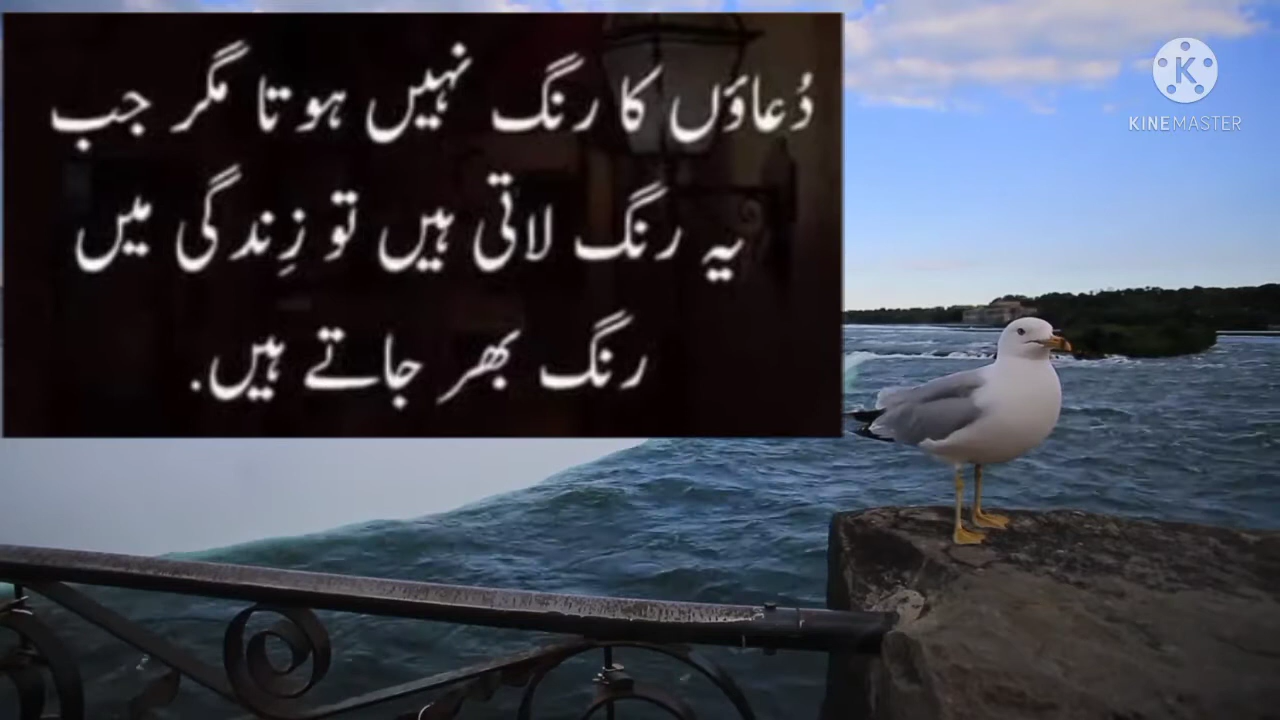 دُعاؤں کا رنگ نہیں ہوتا مگر جب
یہ رنگ لاتی ہیں تو زِندگی میں
رنگ بھر جاتے ہیں.
K
KINEMASTER